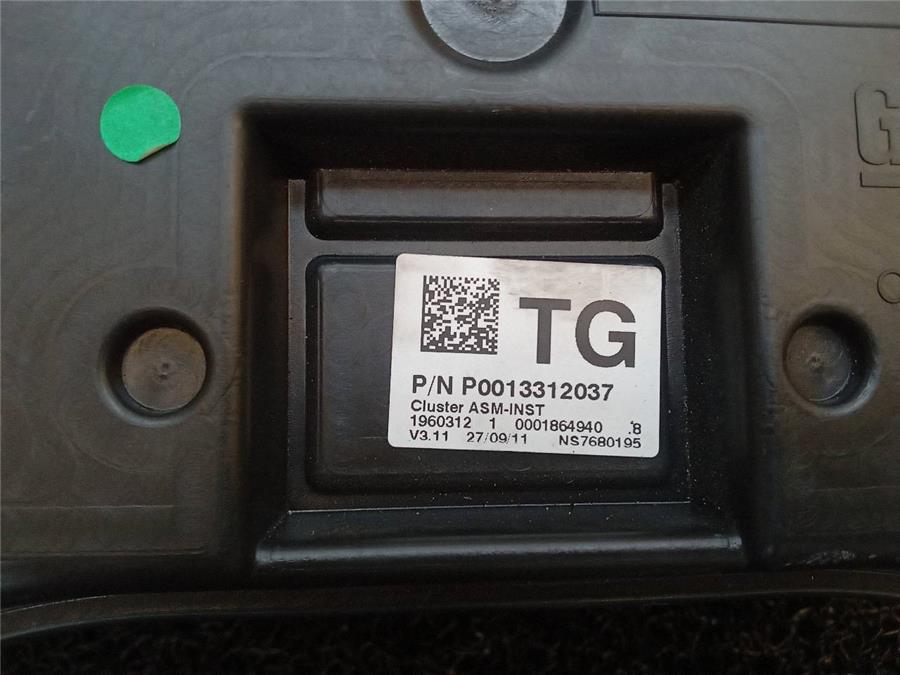 TG
P/N P0013312037
Cluster ASM-INST
1960312 1 0001864940 .8
V3.11 27/09/11 NS7680195